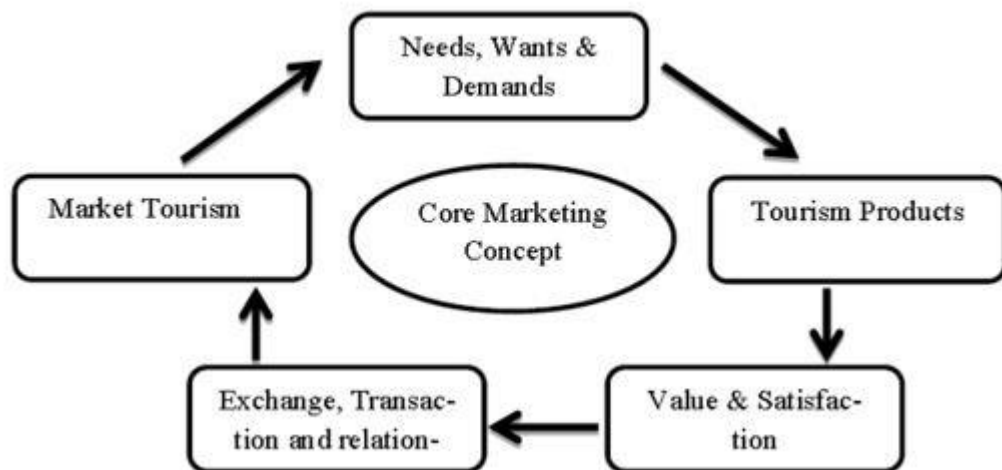 Needs, Wants &
Demands
Market Tourism
Core Marketing
Concept
Tourism Products
Exchange, Transac-
tion and relation-
Value & Satisfac-
tion